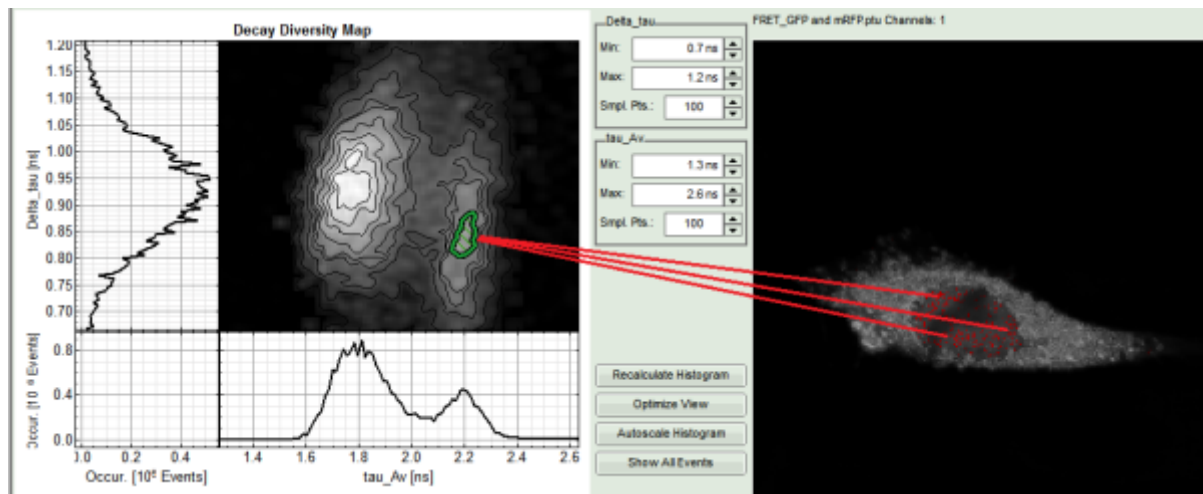 Decay Diversity Map
1.20
1.15
1.10
1.05
1.00
0.95
0.90
0.85
0.80
0.75
0.70
Delta_tau [ns]
0.8
0.4
0.0
1.0 0.1 0.2 0.3 0.4
Occur. [10⁶ Events]
1.4 1.6 1.8 2.0 2.2 2.4 2.6
tau_Av [ns]
Delta_tau
Min: 0.7 ns
Max: 1.2 ns
Smpl. Pts.: 100
tau_Av
Min: 1.3 ns
Max: 2.6 ns
Smpl. Pts.: 100
Recalculate Histogram
Optimize View
Autoscale Histogram
Show All Events
FRET_GFP and mRFP.ptu Channels: 1